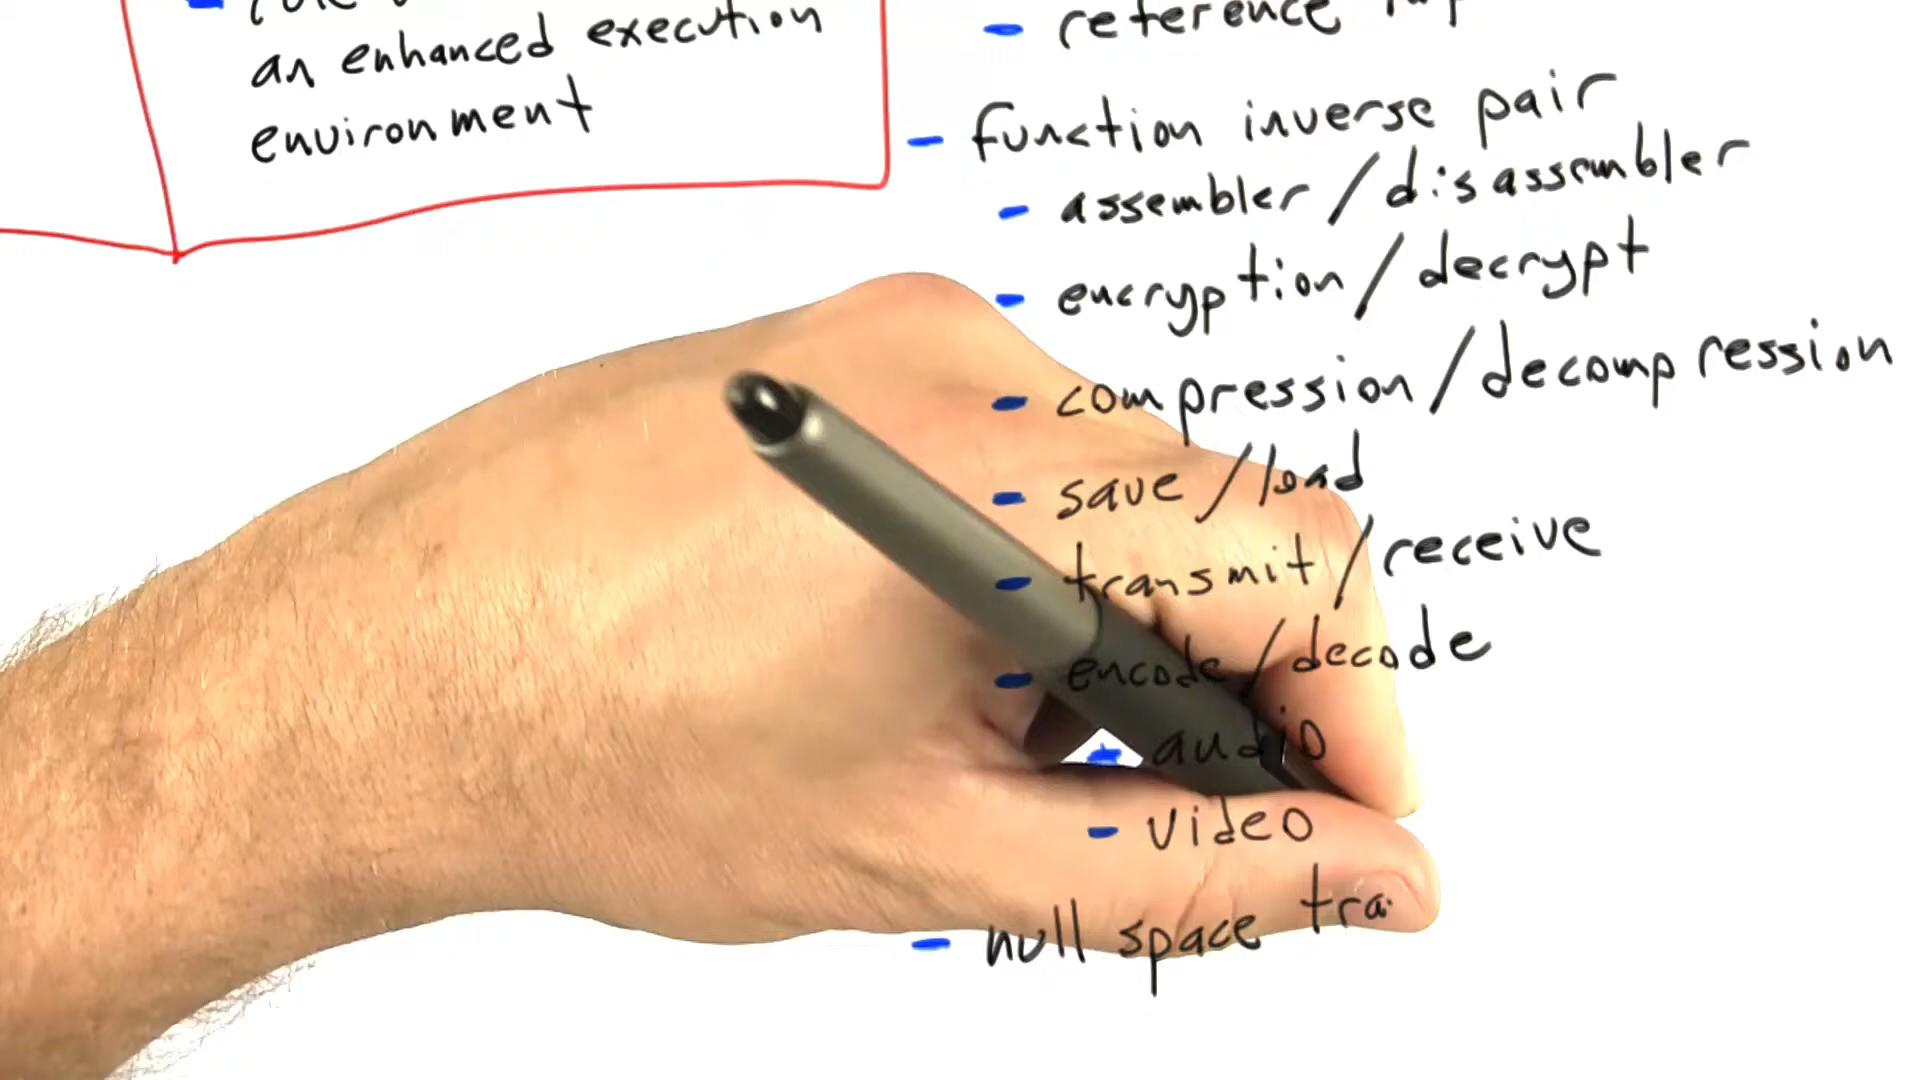 an enhanced execution
environment
- reference
- function inverse pair
- assembler/disassembler
- encryption/decrypt
- compression/decompression
- save/load
- transmit/receive
- encode/decode
- audio
- video
- null space tra